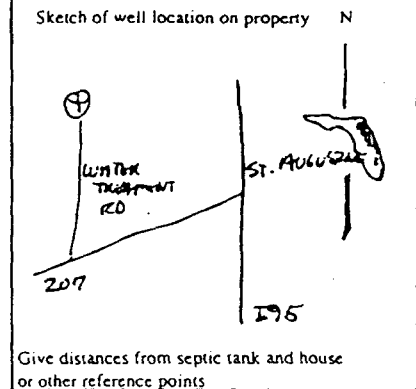 Sketch of well location on property N
WATER
TREATMENT
RD
ST. AUGUSTINE
207
I95
Give distances from septic tank and house
or other reference points